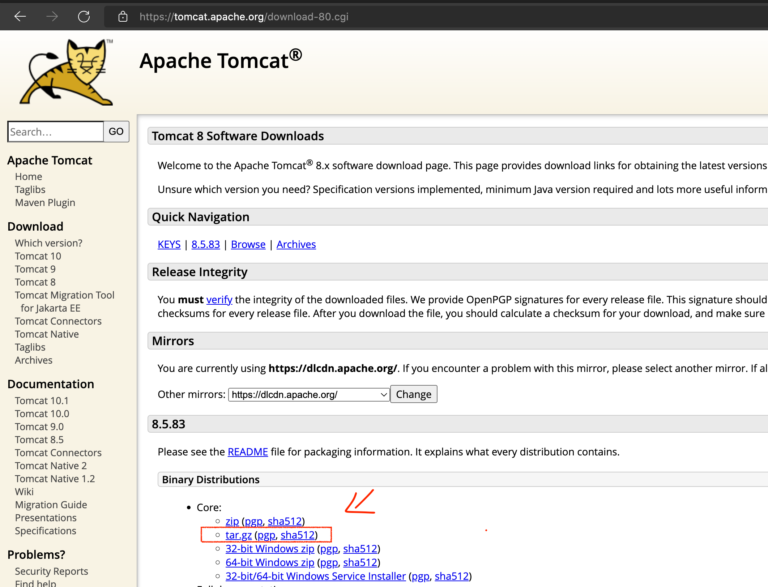 https://tomcat.apache.org/download-80.cgi
TM
Apache Tomcat®
Search...
GO
Apache Tomcat
Home
Taglibs
Maven Plugin
Download
Which version?
Tomcat 10
Tomcat 9
Tomcat 8
Tomcat Migration Tool
for Jakarta EE
Tomcat Connectors
Tomcat Native
Taglibs
Archives
Documentation
Tomcat 10.1
Tomcat 10.0
Tomcat 9.0
Tomcat 8.5
Tomcat Connectors
Tomcat Native 2
Tomcat Native 1.2
Wiki
Migration Guide
Presentations
Specifications
Problems?
Security Reports
Find help
Tomcat 8 Software Downloads
Welcome to the Apache Tomcat® 8.x software download page. This page provides download links for obtaining the latest versions
Unsure which version you need? Specification versions implemented, minimum Java version required and lots more useful inform
Quick Navigation
KEYS | 8.5.83 | Browse | Archives
Release Integrity
You must verify the integrity of the downloaded files. We provide OpenPGP signatures for every release file. This signature should
checksums for every release file. After you download the file, you should calculate a checksum for your download, and make sure
Mirrors
You are currently using https://dlcdn.apache.org/. If you encounter a problem with this mirror, please select another mirror. If al
Other mirrors: https://dlcdn.apache.org/ Change
8.5.83
Please see the README file for packaging information. It explains what every distribution contains.
Binary Distributions
Core:
zip (pgp, sha512)
tar.gz (pgp, sha512)
32-bit Windows zip (pgp, sha512)
64-bit Windows zip (pgp, sha512)
32-bit/64-bit Windows Service Installer (pgp, sha512)